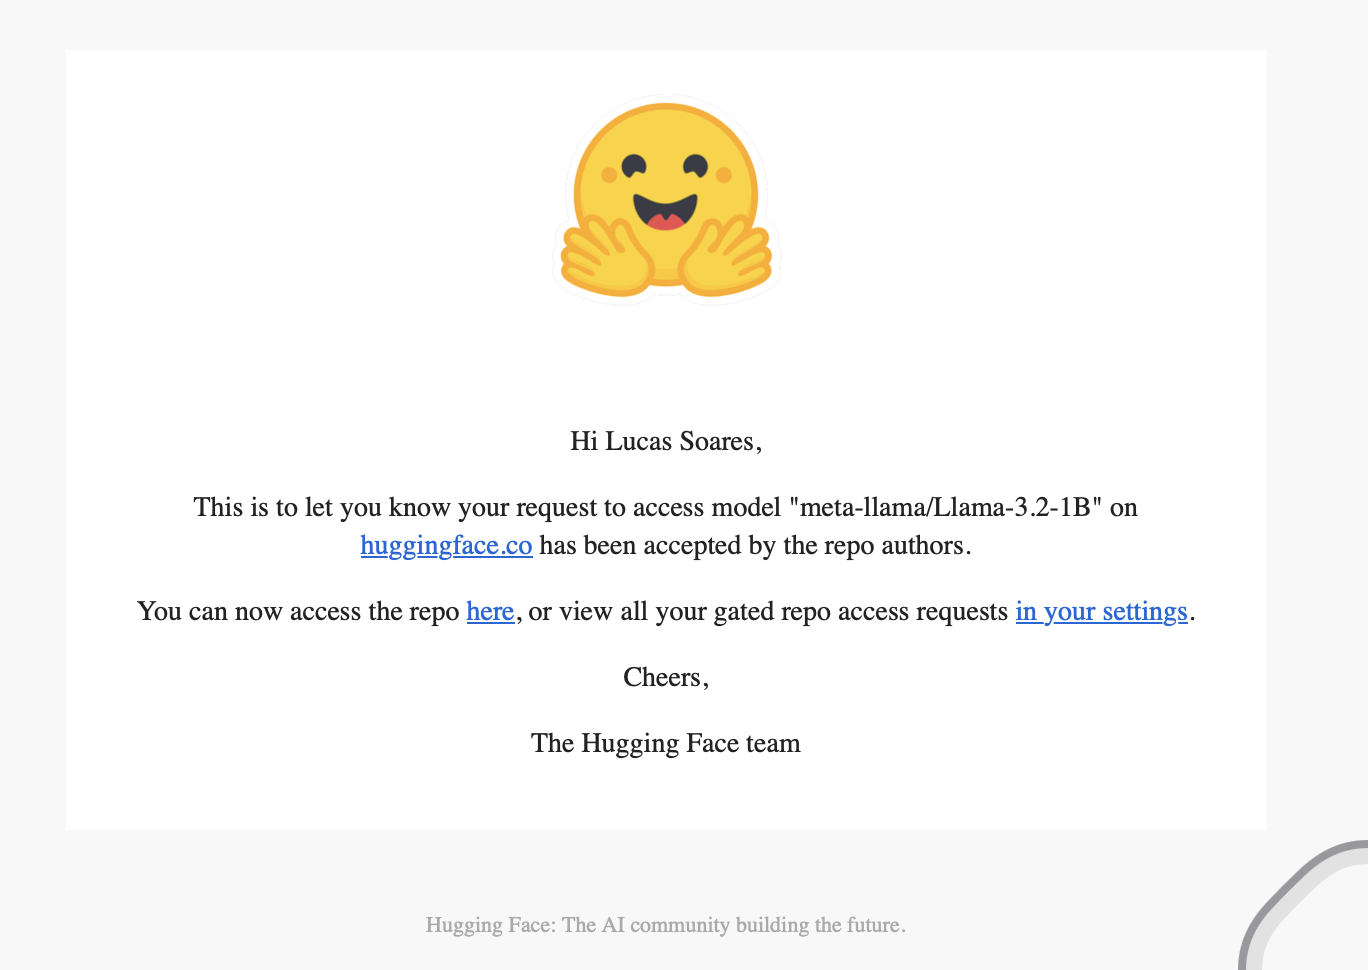 Hi Lucas Soares,
This is to let you know your request to access model "meta-llama/Llama-3.2-1B" on
huggingface.co has been accepted by the repo authors.
You can now access the repo here, or view all your gated repo access requests in your settings.
Cheers,
The Hugging Face team
Hugging Face: The AI community building the future.